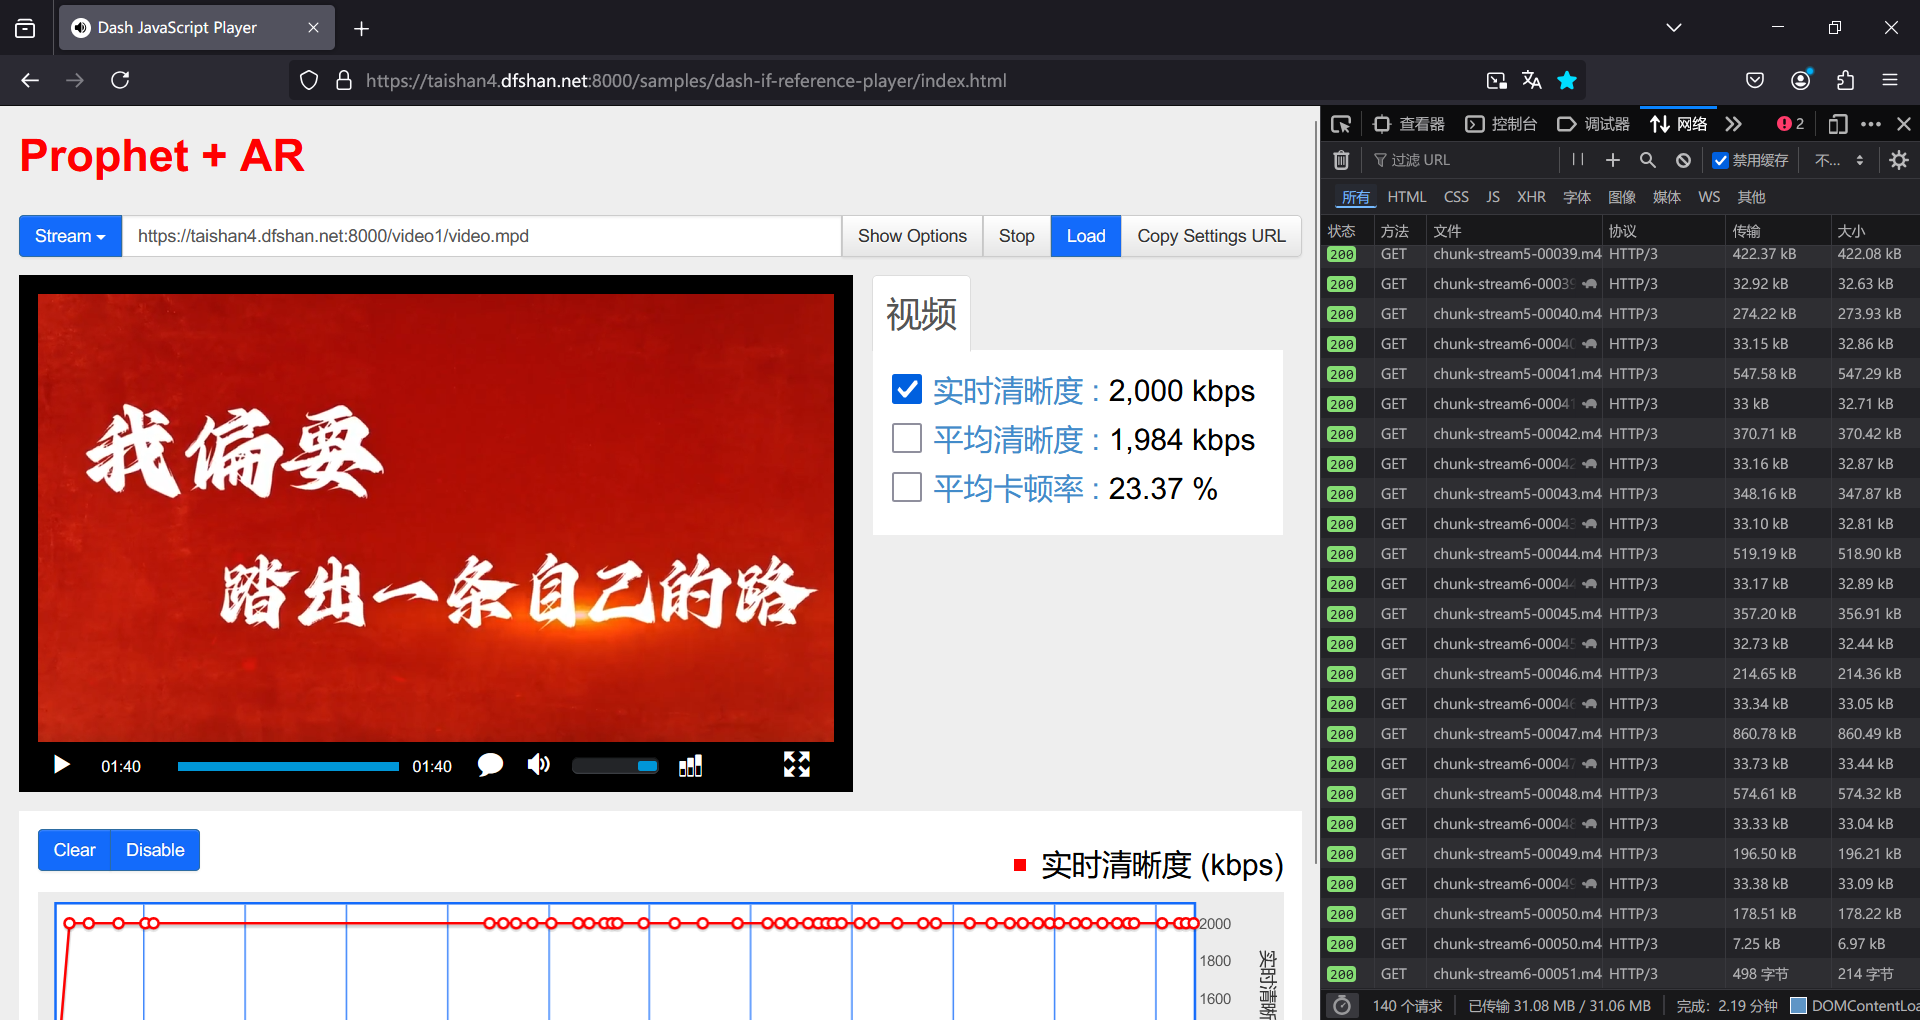 Dash JavaScript Player
https://taishan4.dfshan.net:8000/samples/dash-if-reference-player/index.html
Prophet + AR
Stream
https://taishan4.dfshan.net:8000/video1/video.mpd
Show Options
Stop
Load
Copy Settings URL
我偏要
踏出一条自己的路
01:40
01:40
视频
实时清晰度 : 2,000 kbps
平均清晰度 : 1,984 kbps
平均卡顿率 : 23.37 %
Clear
Disable
实时清晰度 (kbps)
2000
1800
1600
实时清晰
查看器
控制台
调试器
网络
2
过滤 URL
禁用缓存
不...
所有 HTML CSS JS XHR 字体 图像 媒体 WS 其他
状态 方法 文件 协议 传输 大小
200 GET chunk-stream5-00039.m4 HTTP/3 422.37 kB 422.08 kB
200 GET chunk-stream6-00039 HTTP/3 32.92 kB 32.63 kB
200 GET chunk-stream5-00040.m4 HTTP/3 274.22 kB 273.93 kB
200 GET chunk-stream6-00040 HTTP/3 33.15 kB 32.86 kB
200 GET chunk-stream5-00041.m4 HTTP/3 547.58 kB 547.29 kB
200 GET chunk-stream6-00041 HTTP/3 33 kB 32.71 kB
200 GET chunk-stream5-00042.m4 HTTP/3 370.71 kB 370.42 kB
200 GET chunk-stream6-00042 HTTP/3 33.16 kB 32.87 kB
200 GET chunk-stream5-00043.m4 HTTP/3 348.16 kB 347.87 kB
200 GET chunk-stream6-00043 HTTP/3 33.10 kB 32.81 kB
200 GET chunk-stream5-00044.m4 HTTP/3 519.19 kB 518.90 kB
200 GET chunk-stream6-00044 HTTP/3 33.17 kB 32.89 kB
200 GET chunk-stream5-00045.m4 HTTP/3 357.20 kB 356.91 kB
200 GET chunk-stream6-00045 HTTP/3 32.73 kB 32.44 kB
200 GET chunk-stream5-00046.m4 HTTP/3 214.65 kB 214.36 kB
200 GET chunk-stream6-00046 HTTP/3 33.34 kB 33.05 kB
200 GET chunk-stream5-00047.m4 HTTP/3 860.78 kB 860.49 kB
200 GET chunk-stream6-00047 HTTP/3 33.73 kB 33.44 kB
200 GET chunk-stream5-00048.m4 HTTP/3 574.61 kB 574.32 kB
200 GET chunk-stream6-00048 HTTP/3 33.33 kB 33.04 kB
200 GET chunk-stream5-00049.m4 HTTP/3 196.50 kB 196.21 kB
200 GET chunk-stream6-00049 HTTP/3 33.38 kB 33.09 kB
200 GET chunk-stream5-00050.m4 HTTP/3 178.51 kB 178.22 kB
200 GET chunk-stream6-00050.m4 HTTP/3 7.25 kB 6.97 kB
200 GET chunk-stream6-00051.m4 HTTP/3 498 字节 214 字节
140 个请求 已传输 31.08 MB / 31.06 MB 完成：2.19 分钟 DOMContentLoa